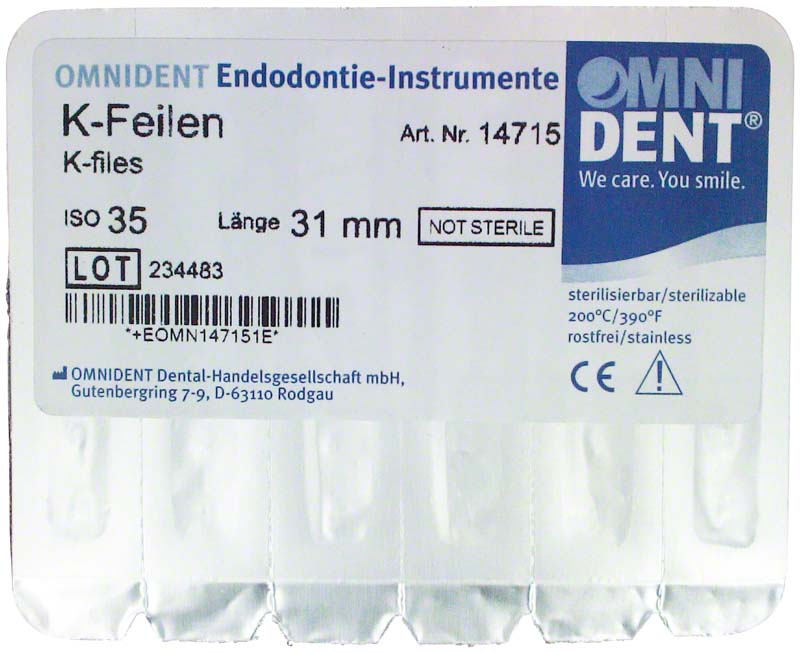 OMNIDENT Endodontie-Instrumente
K-Feilen
Art. Nr. 14715
K-files
ISO 35 Länge 31 mm NOT STERILE
LOT 234483
*+EOMN147151E*
OMNIDENT Dental-Handelsgesellschaft mbH,
Gutenbergring 7-9, D-63110 Rodgau
OMNI
DENT®
We care. You smile.
sterilisierbar/sterilizable
200°C/390°F
rostfrei/stainless
CE